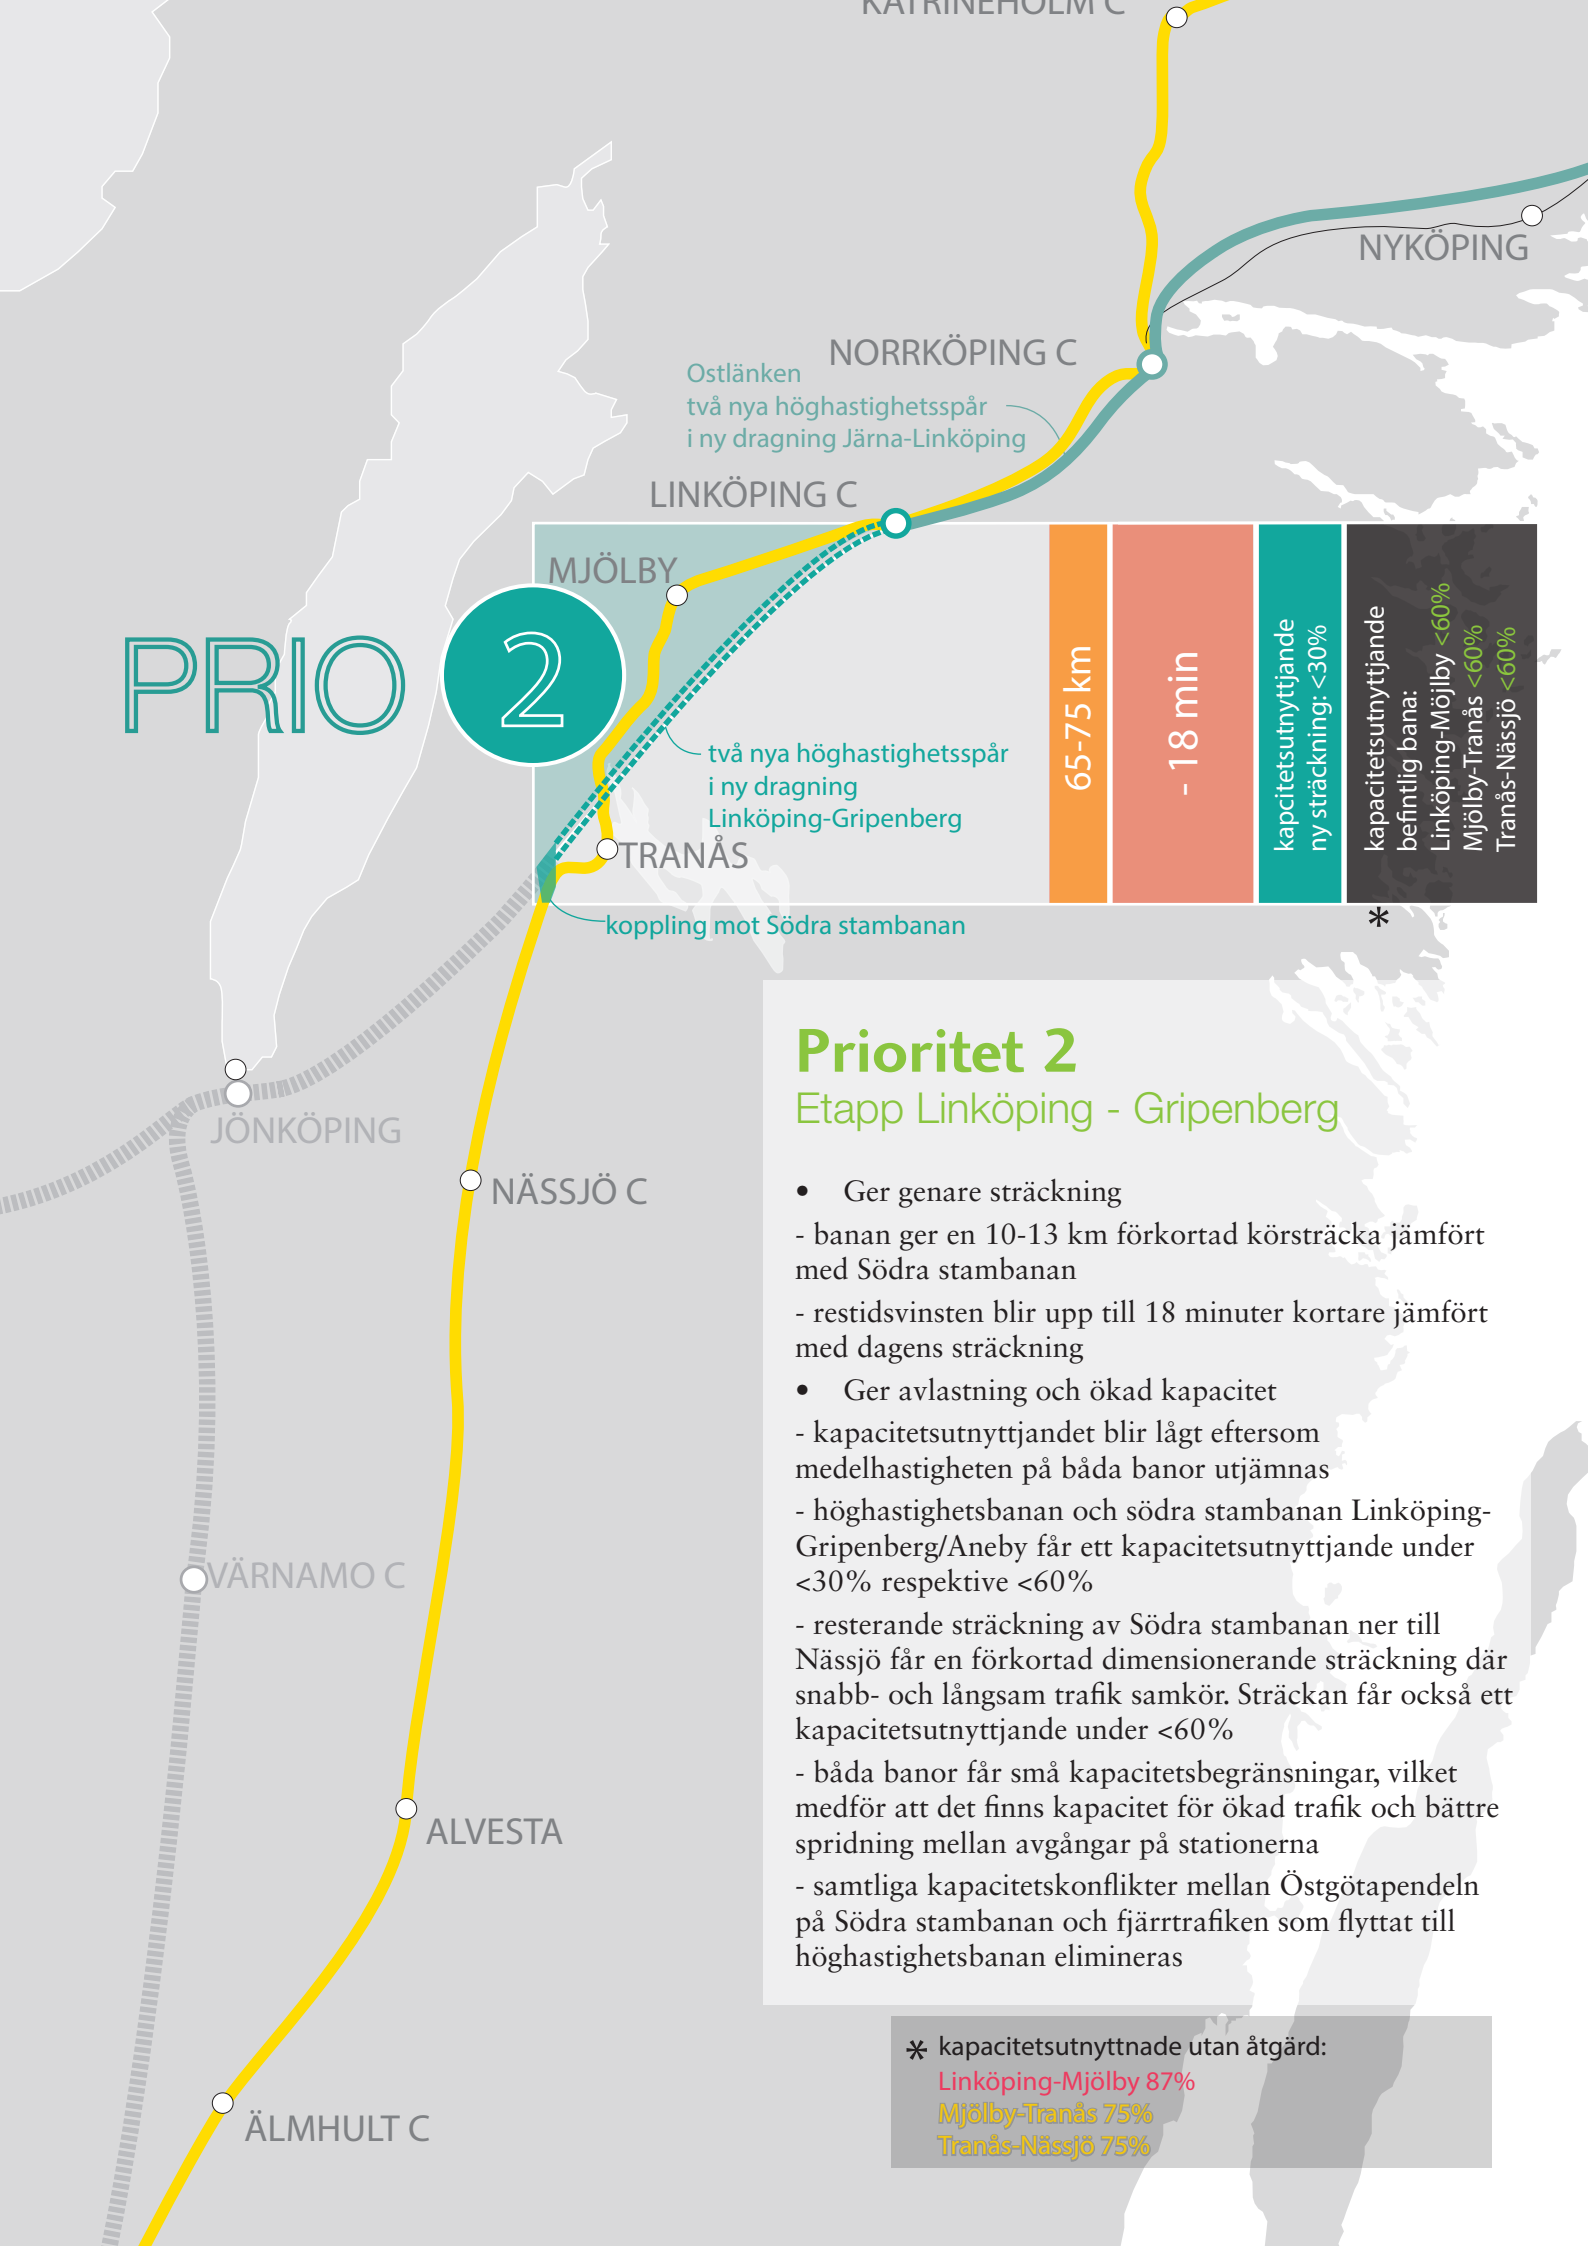 KATRINEHOLM C
NYKÖPING
NORRKÖPING C
Ostlänken
två nya höghastighetsspår
i ny dragning Järna-Linköping
LINKÖPING C
MJÖLBY
PRIO 2
två nya höghastighetsspår
i ny dragning
Linköping-Gripenberg
TRANÅS
koppling mot Södra stambanan
65-75 km
- 18 min
kapcitetsutnyttjande
ny sträckning: <30%
kapacitetsutnyttjande
befintlig bana:
Linköping-Möjlby <60%
Mjölby-Tranås <60%
Tranås-Nässjö <60%
*
JÖNKÖPING
NÄSSJÖ C
VÄRNAMO C
ALVESTA
ÄLMHULT C
Prioritet 2
Etapp Linköping - Gripenberg
• Ger genare sträckning
- banan ger en 10-13 km förkortad körsträcka jämfört
med Södra stambanan
- restidsvinsten blir upp till 18 minuter kortare jämfört
med dagens sträckning
• Ger avlastning och ökad kapacitet
- kapacitetsutnyttjandet blir lågt eftersom
medelhastigheten på båda banor utjämnas
- höghastighetsbanan och södra stambanan Linköping-
Gripenberg/Aneby får ett kapacitetsutnyttjande under
<30% respektive <60%
- resterande sträckning av Södra stambanan ner till
Nässjö får en förkortad dimensionerande sträckning där
snabb- och långsam trafik samkör. Sträckan får också ett
kapacitetsutnyttjande under <60%
- båda banor får små kapacitetsbegränsningar, vilket
medför att det finns kapacitet för ökad trafik och bättre
spridning mellan avgångar på stationerna
- samtliga kapacitetskonflikter mellan Östgötapendeln
på Södra stambanan och fjärrtrafiken som flyttat till
höghastighetsbanan elimineras
* kapacitetsutnyttnade utan åtgärd:
Linköping-Mjölby 87%
Mjölby-Tranås 75%
Tranås-Nässjö 75%